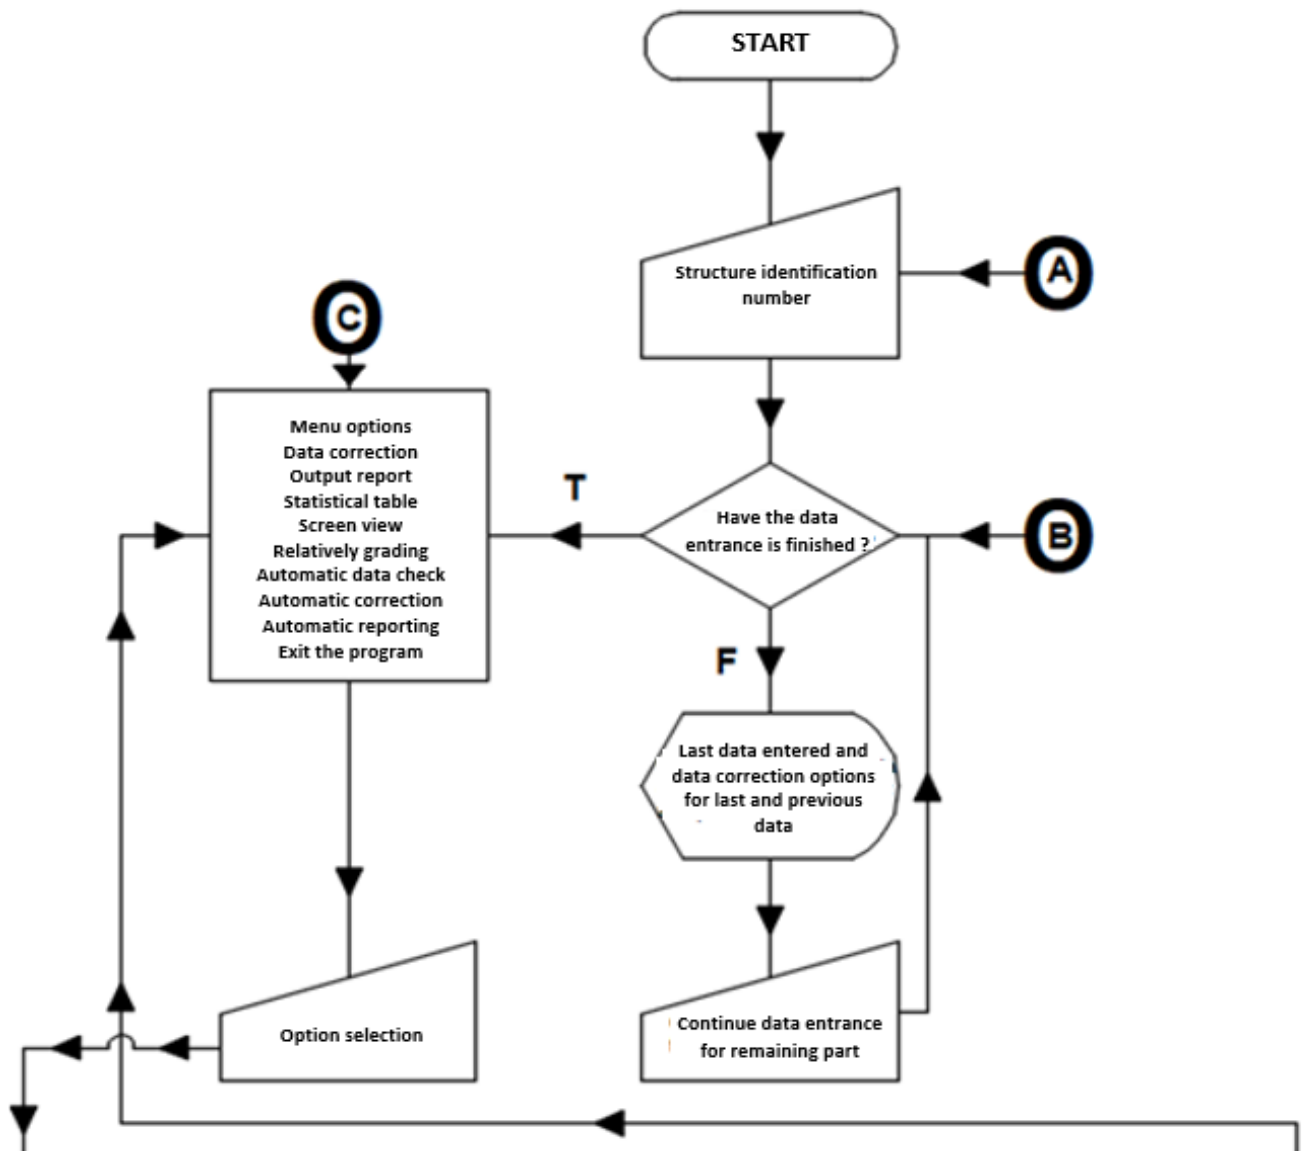 START
Structure identification
number
A
C
Menu options
Data correction
Output report
Statistical table
Screen view
Relatively grading
Automatic data check
Automatic correction
Automatic reporting
Exit the program
T
Have the data
entrance is finished ?
B
F
Last data entered and
data correction options
for last and previous
data
Option selection
Continue data entrance
for remaining part